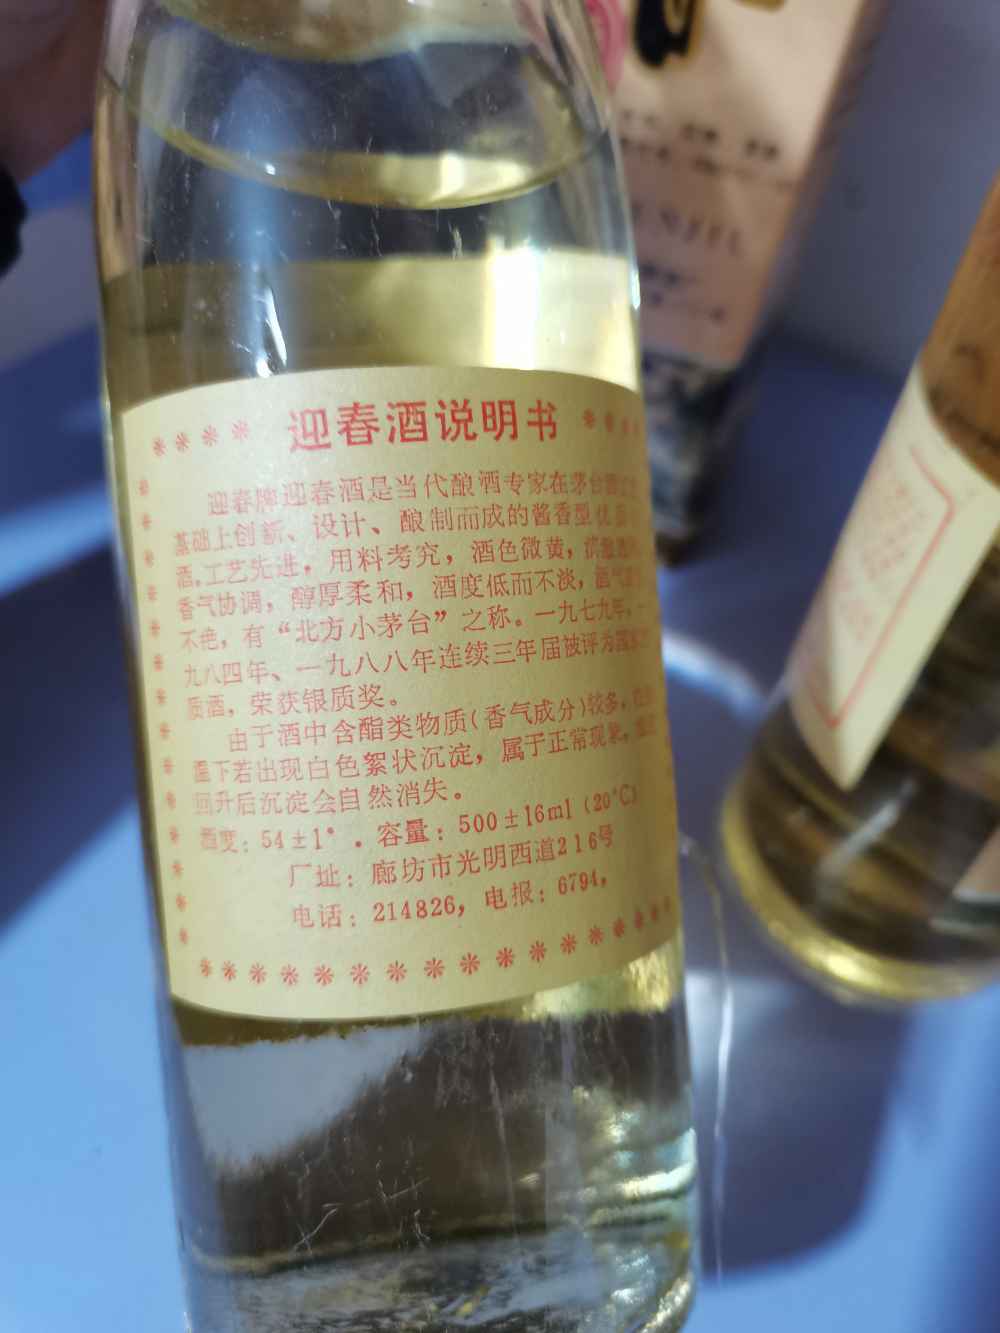 迎春酒说明书
迎春牌迎春酒是当代酿酒专家在茅台酒
基础上创新、设计、酿制而成的酱香型优
酒，工艺先进，用料考究，酒色微黄，
香气协调，醇厚柔和，酒度低而不淡，酒气
不绝，有“北方小茅台”之称。一九七九年，一
九八四年、一九八八年连续三年届被评为国家
质酒，荣获银质奖。
由于酒中含酯类物质（香气成分）较多，
温下若出现白色絮状沉淀，属于正常现象，
回升后沉淀会自然消失。
酒度：54±1°．容量：500±16ml（20°C）
厂址：廊坊市光明西道216号
电话：214826，电报：6794，